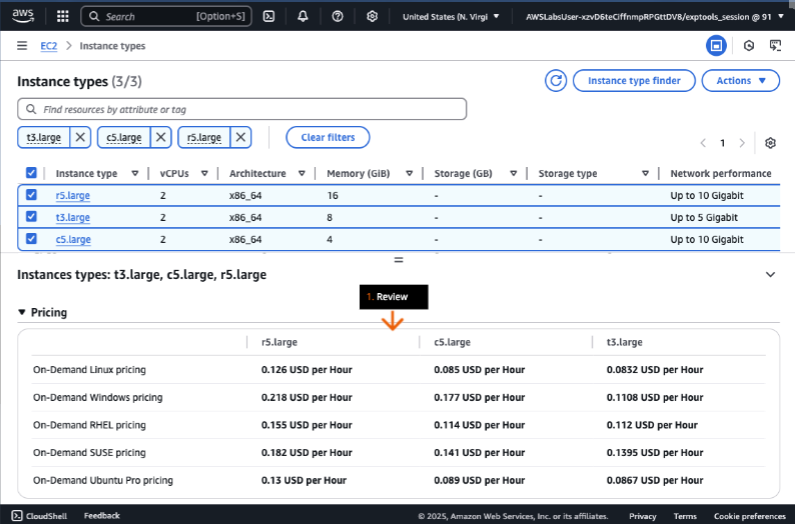 aws Search [Option+S] United States (N. Virgi AWSLabsUser-xzvD6teCiffnmpRPGttDV8/exptools_session @ 91
EC2 > Instance types
Instance types (3/3) Instance type finder Actions
Find resources by attribute or tag
t3.large c5.large r5.large Clear filters 1
Instance type vCPUs Architecture Memory (GiB) Storage (GB) Storage type Network performance
r5.large 2 x86_64 16 - - Up to 10 Gigabit
t3.large 2 x86_64 8 - - Up to 5 Gigabit
c5.large 2 x86_64 4 - - Up to 10 Gigabit
Instances types: t3.large, c5.large, r5.large
1. Review
Pricing
r5.large c5.large t3.large
On-Demand Linux pricing 0.126 USD per Hour 0.085 USD per Hour 0.0832 USD per Hour
On-Demand Windows pricing 0.218 USD per Hour 0.177 USD per Hour 0.1108 USD per Hour
On-Demand RHEL pricing 0.155 USD per Hour 0.114 USD per Hour 0.112 USD per Hour
On-Demand SUSE pricing 0.182 USD per Hour 0.141 USD per Hour 0.1395 USD per Hour
On-Demand Ubuntu Pro pricing 0.13 USD per Hour 0.089 USD per Hour 0.0867 USD per Hour
CloudShell Feedback © 2025, Amazon Web Services, Inc. or its affiliates. Privacy Terms Cookie preferences